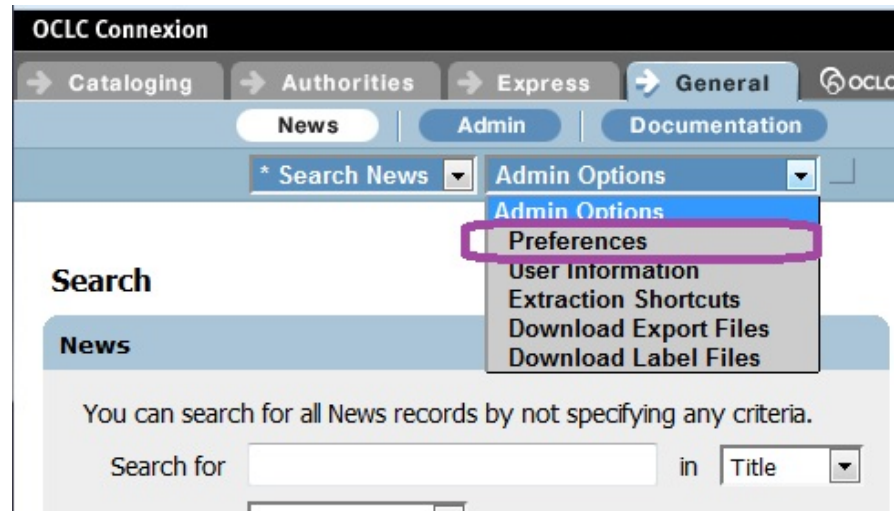 OCLC Connexion
Cataloging Authorities Express General OCLC
News Admin Documentation
* Search News Admin Options
Admin Options
Preferences
User Information
Extraction Shortcuts
Download Export Files
Download Label Files
Search
News
You can search for all News records by not specifying any criteria.
Search for in Title